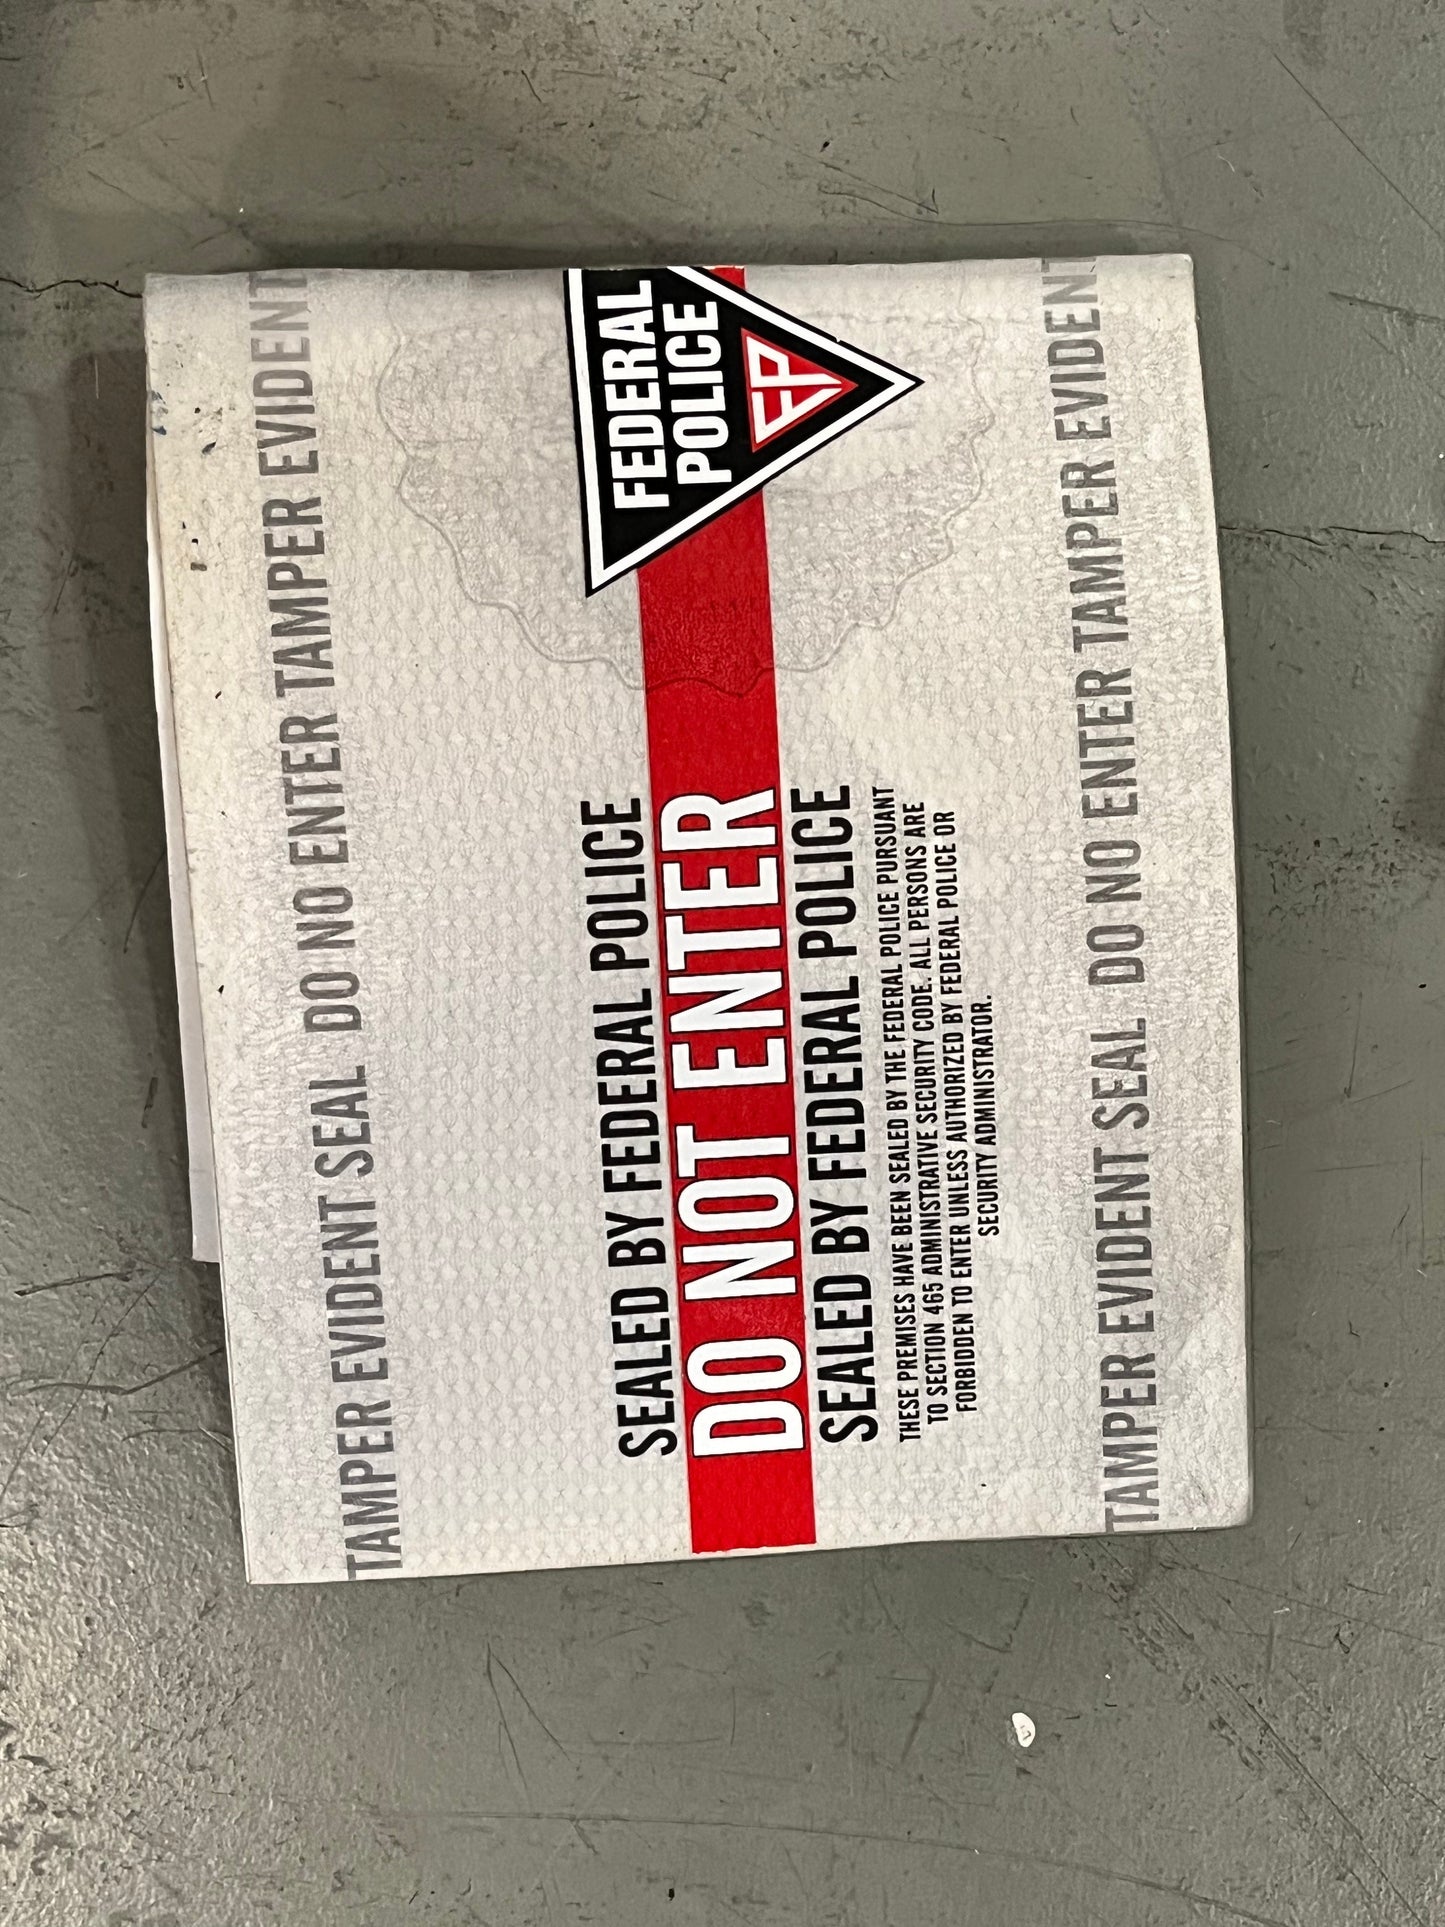 TAMPER EVIDENT SEAL DO NO ENTER TAMPER EVIDENT
FEDERAL
POLICE
FP
SEALED BY FEDERAL POLICE
DO NOT ENTER
SEALED BY FEDERAL POLICE
THESE PREMISES HAVE BEEN SEALED BY THE FEDERAL POLICE PURSUANT
TO SECTION 465 ADMINISTRATIVE SECURITY CODE. ALL PERSONS ARE
FORBIDDEN TO ENTER UNLESS AUTHORIZED BY FEDERAL POLICE OR
SECURITY ADMINISTRATOR.
TAMPER EVIDENT SEAL DO NO ENTER TAMPER EVIDENT